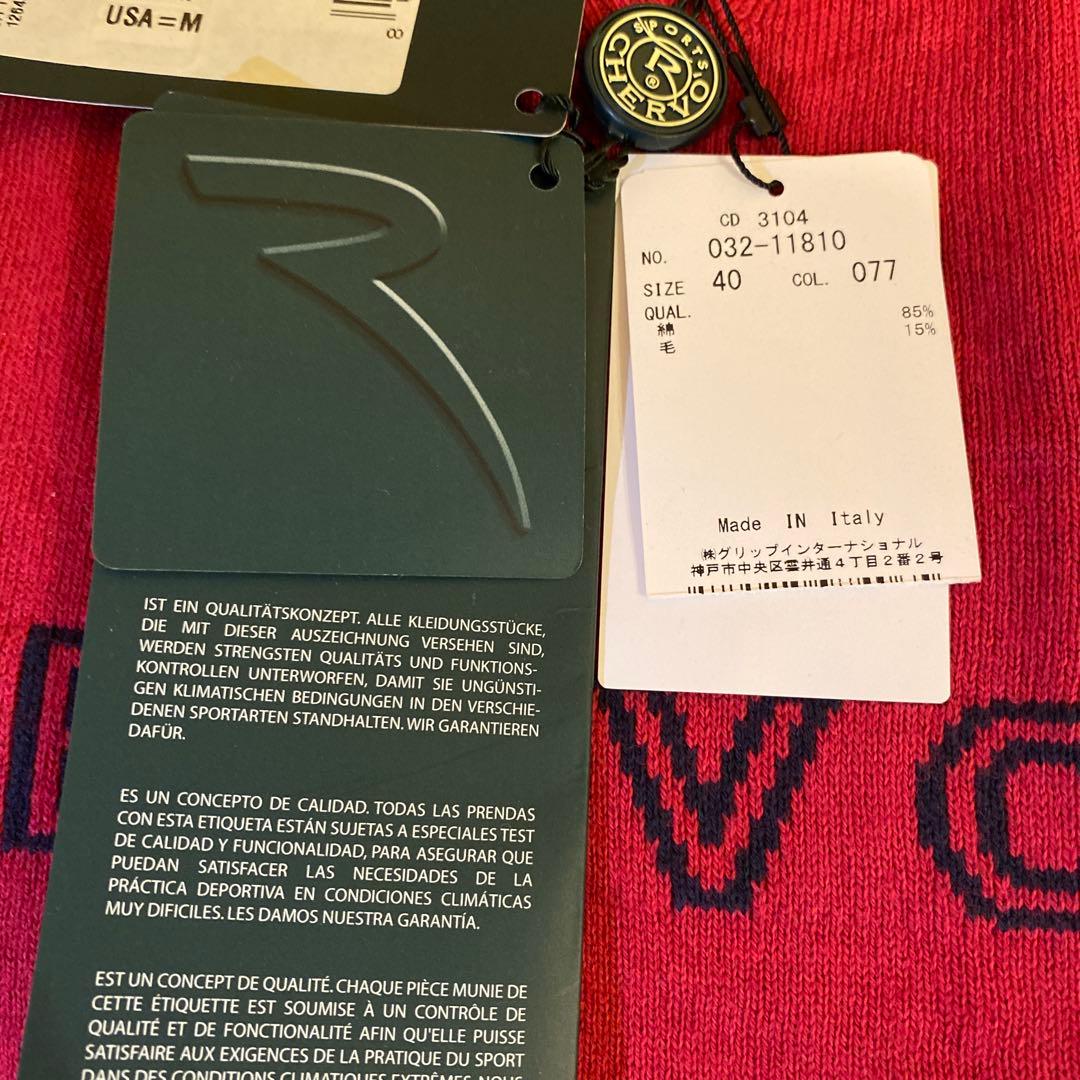 USA=M
8
SPORTS
R
®
CHERVO
CD 3104
NO. 032-11810
SIZE 40 COL. 077
QUAL. 85%
綿 15%
毛
Made IN Italy
㈱グリップインターナショナル
神戸市中央区雲井通4丁目2番2号
IST EIN QUALITÄTSKONZEPT. ALLE KLEIDUNGSSTÜCKE,
DIE MIT DIESER AUSZEICHNUNG VERSEHEN SIND,
WERDEN STRENGSTEN QUALITÄTS UND FUNKTIONS-
KONTROLLEN UNTERWORFEN, DAMIT SIE UNGÜNSTI-
GEN KLIMATISCHEN BEDINGUNGEN IN DEN VERSCHIE-
DENEN SPORTARTEN STANDHALTEN. WIR GARANTIEREN
DAFÜR.
ES UN CONCEPTO DE CALIDAD. TODAS LAS PRENDAS
CON ESTA ETIQUETA ESTÁN SUJETAS A ESPECIALES TEST
DE CALIDAD Y FUNCIONALIDAD, PARA ASEGURAR QUE
PUEDAN SATISFACER LAS NECESIDADES DE LA
PRÁCTICA DEPORTIVA EN CONDICIONES CLIMÁTICAS
MUY DIFICILES. LES DAMOS NUESTRA GARANTÍA.
EST UN CONCEPT DE QUALITÉ. CHAQUE PIÈCE MUNIE DE
CETTE ÉTIQUETTE EST SOUMISE À UN CONTRÔLE DE
QUALITÉ ET DE FONCTIONALITÉ AFIN QU'ELLE PUISSE
SATISFAIRE AUX EXIGENCES DE LA PRATIQUE DU SPORT
DANS DES CONDITIONS CLIMATIQUES EXTRÊMES. NOUS
V